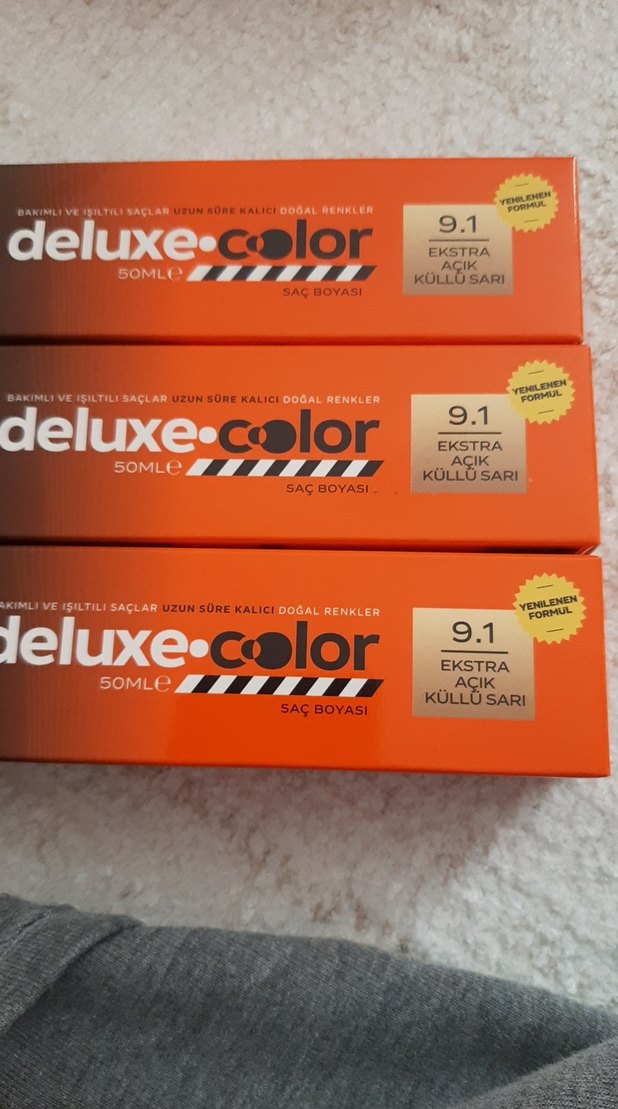 BAKIMLI VE IŞILTILI SAÇLAR UZUN SÜRE KALICI DOĞAL RENKLER
deluxe•color
50ML℮
SAÇ BOYASI
9.1
EKSTRA
AÇIK
KÜLLÜ SARI
YENİLENEN
FORMUL
BAKIMLI VE IŞILTILI SAÇLAR UZUN SÜRE KALICI DOĞAL RENKLER
deluxe•color
50ML℮
SAÇ BOYASI
9.1
EKSTRA
AÇIK
KÜLLÜ SARI
YENİLENEN
FORMUL
AKIMLI VE IŞILTILI SAÇLAR UZUN SÜRE KALICI DOĞAL RENKLER
deluxe•color
50ML℮
SAÇ BOYASI
9.1
EKSTRA
AÇIK
KÜLLÜ SARI
YENİLENEN
FORMUL